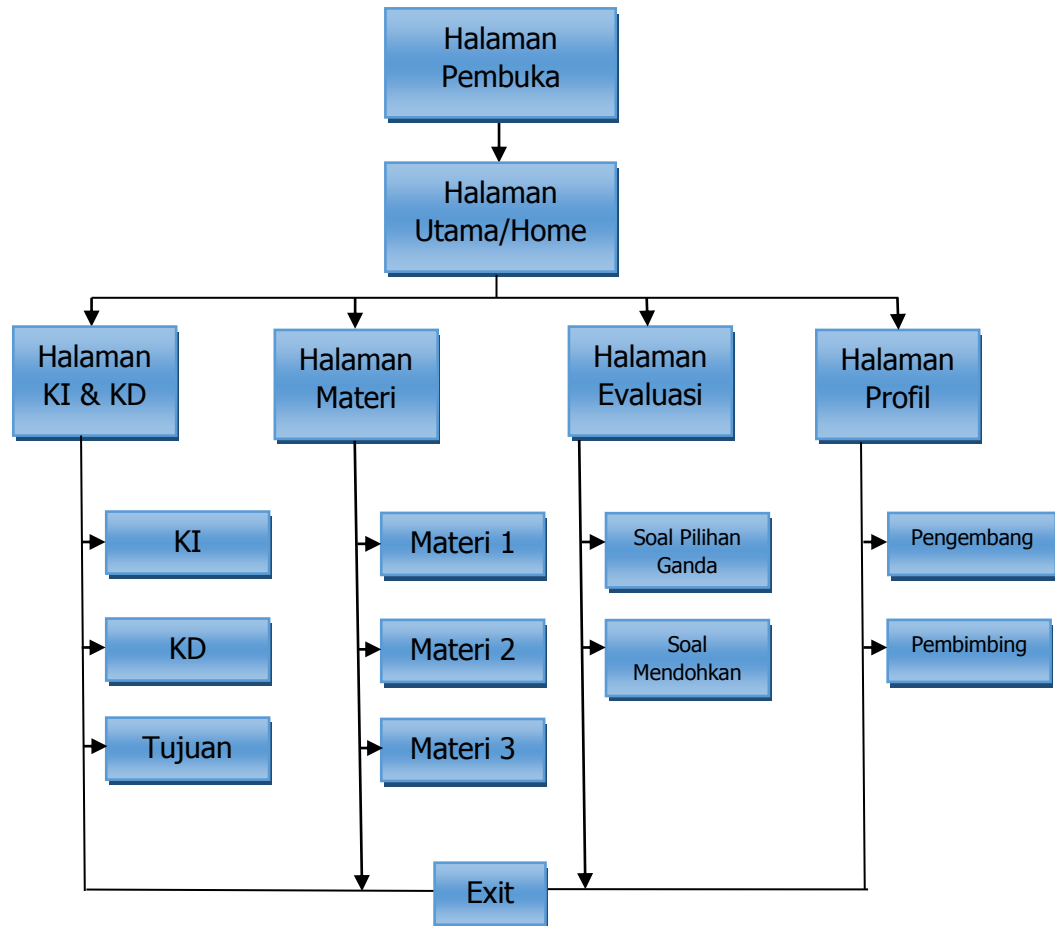 Halaman
Pembuka
Halaman
Utama/Home
Halaman
KI & KD
Halaman
Materi
Halaman
Evaluasi
Halaman
Profil
KI
Materi 1
Soal Pilihan
Ganda
Pengembang
KD
Materi 2
Soal
Mendohkan
Pembimbing
Tujuan
Materi 3
Exit